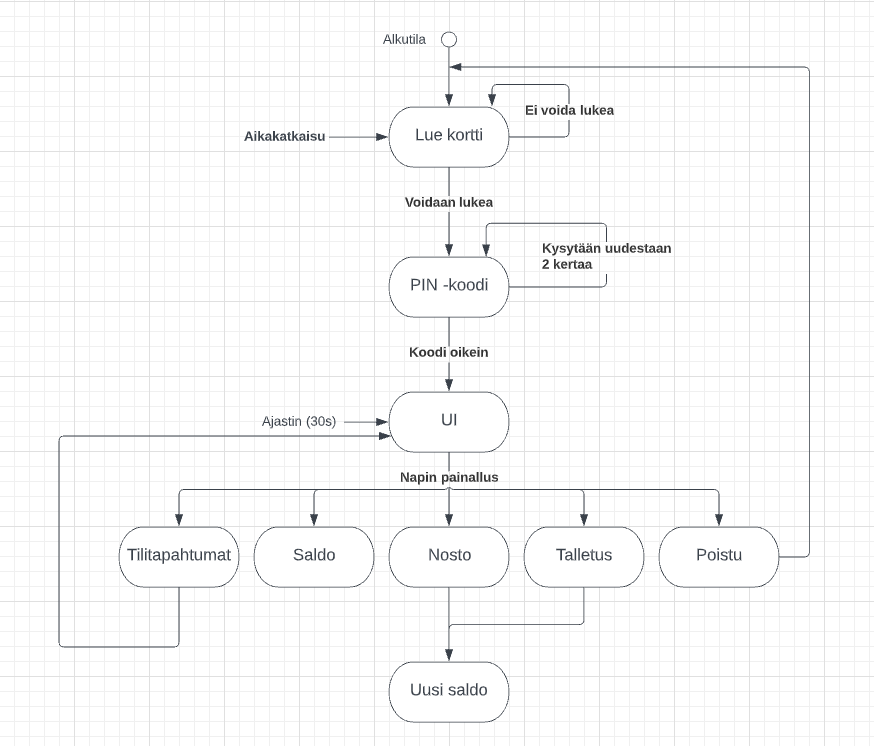 Alkutila
Ei voida lukea
Aikakatkaisu
Lue kortti
Voidaan lukea
Kysytään uudestaan
2 kertaa
PIN -koodi
Koodi oikein
Ajastin (30s)
UI
Napin painallus
Tilitapahtumat
Saldo
Nosto
Talletus
Poistu
Uusi saldo